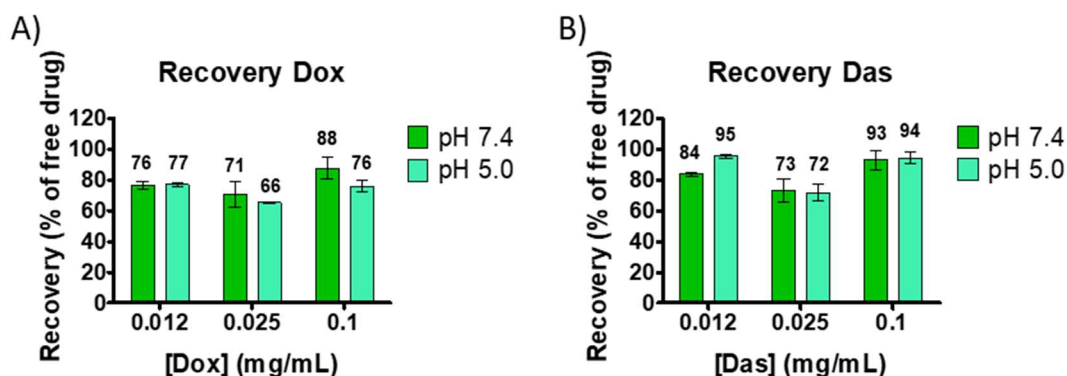 A)
Recovery Dox
Recovery (% of free drug)
120
100
80
60
40
20
0
76
77
71
66
88
76
0.012
0.025
0.1
[Dox] (mg/mL)
pH 7.4
pH 5.0
B)
Recovery Das
Recovery (% of free drug)
120
100
80
60
40
20
0
84
95
73
72
93
94
0.012
0.025
0.1
[Das] (mg/mL)
pH 7.4
pH 5.0